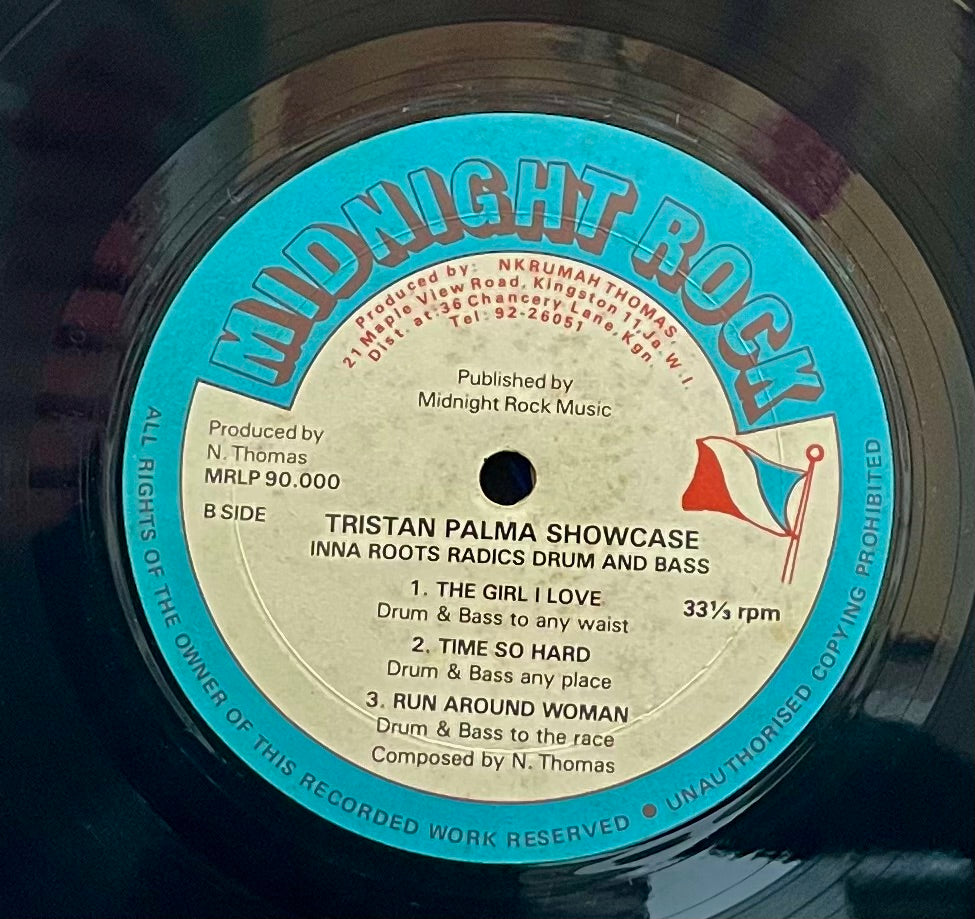 MIDNIGHT ROCK
Produced by: NKRUMAH THOMAS,
21 Maple View Road, Kingston 11, Ja. W.I.
Dist. at: 36 Chancery Lane, Kgn.
Tel: 92-26051
Published by
Midnight Rock Music
Produced by
N. Thomas
MRLP 90.000
B SIDE
TRISTAN PALMA SHOWCASE
INNA ROOTS RADICS DRUM AND BASS
1. THE GIRL I LOVE
Drum & Bass to any waist
33⅓ rpm
2. TIME SO HARD
Drum & Bass any place
3. RUN AROUND WOMAN
Drum & Bass to the race
Composed by N. Thomas
ALL RIGHTS OF THE OWNER OF THIS RECORDED WORK RESERVED ● UNAUTHORISED COPYING PROHIBITED